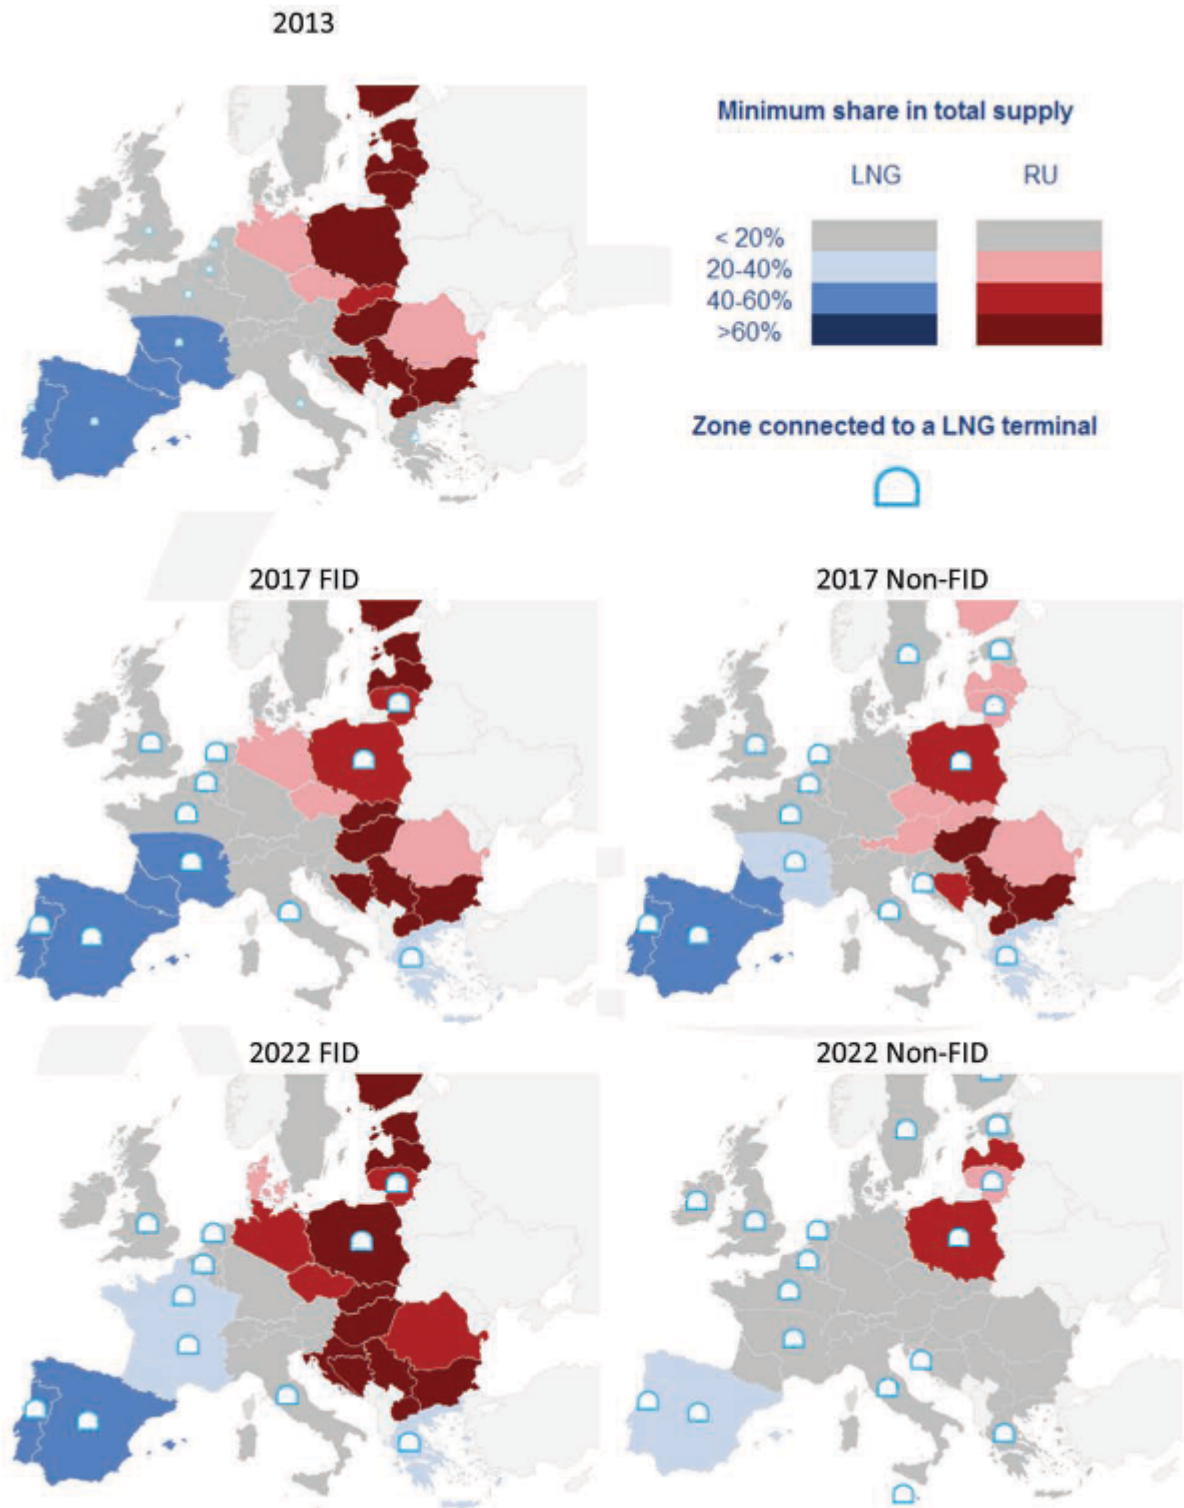 2013
Minimum share in total supply
LNG RU
< 20%
20-40%
40-60%
>60%
Zone connected to a LNG terminal
2017 FID 2017 Non-FID
2022 FID 2022 Non-FID